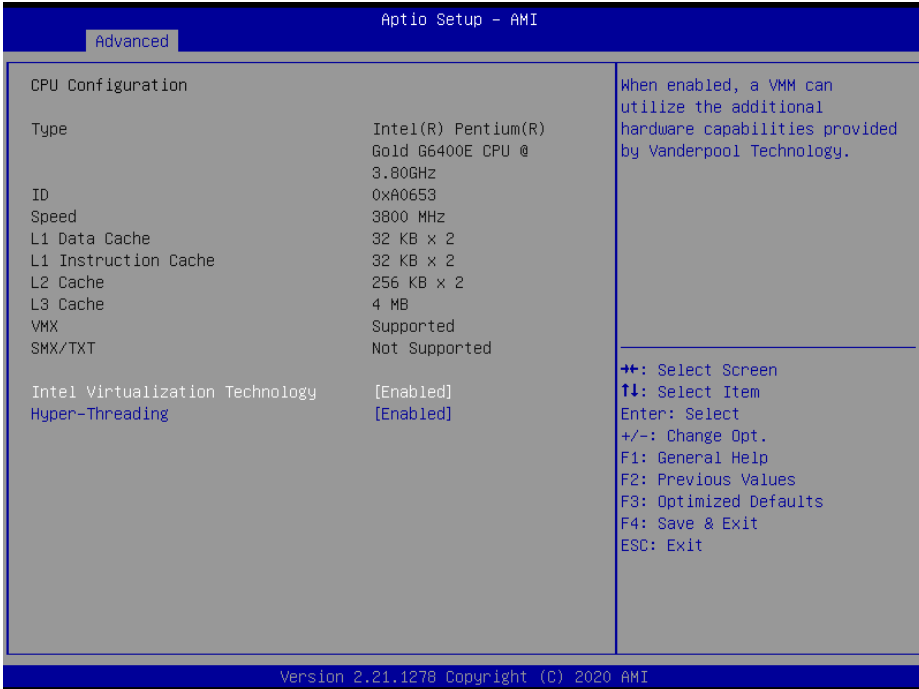 Aptio Setup – AMI
Advanced
CPU Configuration
Type Intel(R) Pentium(R)
Gold G6400E CPU @
3.80GHz
ID 0xA0653
Speed 3800 MHz
L1 Data Cache 32 KB x 2
L1 Instruction Cache 32 KB x 2
L2 Cache 256 KB x 2
L3 Cache 4 MB
VMX Supported
SMX/TXT Not Supported
Intel Virtualization Technology [Enabled]
Hyper-Threading [Enabled]
When enabled, a VMM can
utilize the additional
hardware capabilities provided
by Vanderpool Technology.
→←: Select Screen
↑↓: Select Item
Enter: Select
+/-: Change Opt.
F1: General Help
F2: Previous Values
F3: Optimized Defaults
F4: Save & Exit
ESC: Exit
Version 2.21.1278 Copyright (C) 2020 AMI